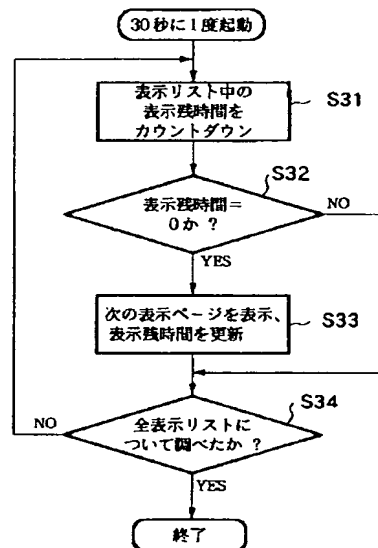 30秒に1度起動
表示リスト中の
表示残時間を
カウントダウン
S31
S32
表示残時間=
0か ?
NO
YES
次の表示ページを表示、
表示残時間を更新
S33
S34
全表示リストに
ついて調べたか ?
NO
YES
終了